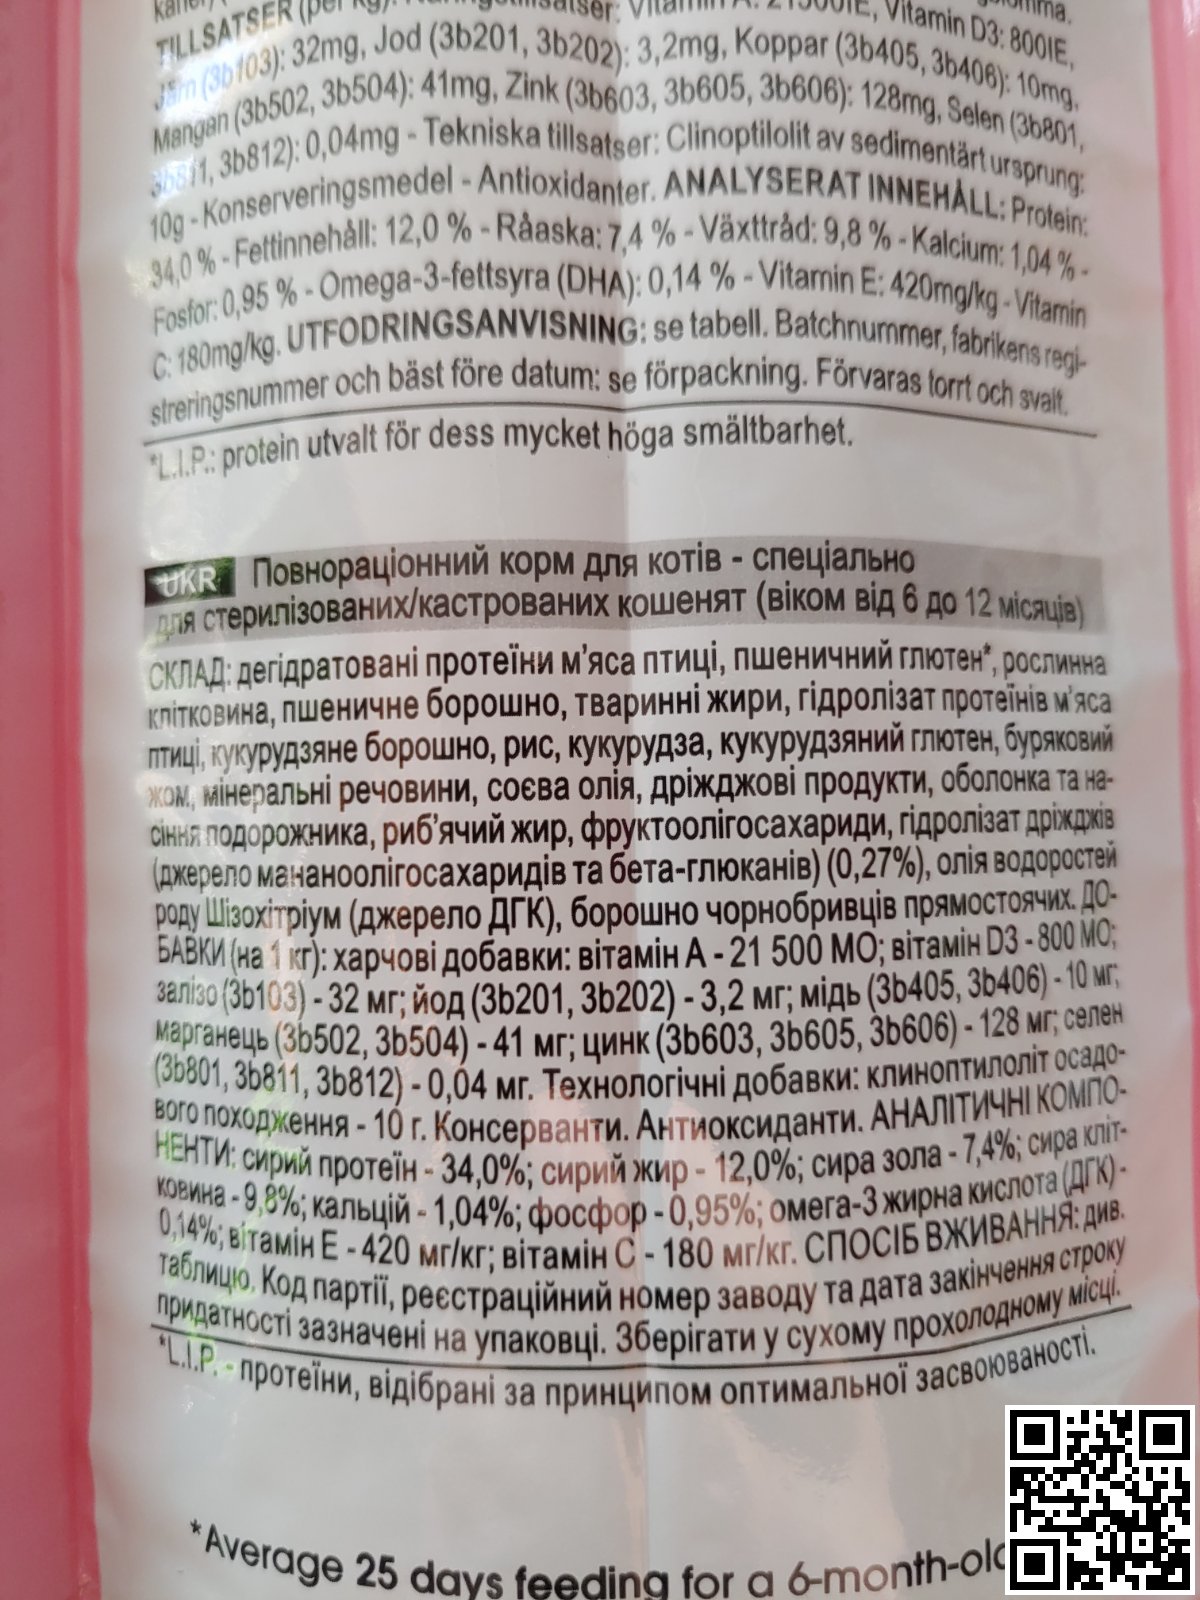 TILLSATSER (per kg): Näringstillsatser: Vitamin A: 21500IE, Vitamin D3: 800IE,
Järn (3b103): 32mg, Jod (3b201, 3b202): 3,2mg, Koppar (3b405, 3b406): 10mg,
Mangan (3b502, 3b504): 41mg, Zink (3b603, 3b605, 3b606): 128mg, Selen (3b801,
3b811, 3b812): 0,04mg - Tekniska tillsatser: Clinoptilolit av sedimentärt ursprung:
10g - Konserveringsmedel - Antioxidanter. ANALYSERAT INNEHÅLL: Protein:
34,0 % - Fettinnehåll: 12,0 % - Råaska: 7,4 % - Växttråd: 9,8 % - Kalcium: 1,04 % -
Fosfor: 0,95 % - Omega-3-fettsyra (DHA): 0,14 % - Vitamin E: 420mg/kg - Vitamin
C: 180mg/kg. UTFODRINGSANVISNING: se tabell. Batchnummer, fabrikens regi-
streringsnummer och bäst före datum: se förpackning. Förvaras torrt och svalt.
*L.I.P.: protein utvalt för dess mycket höga smältbarhet.
UKR Повнораціонний корм для котів - спеціально
для стерилізованих/кастрованих кошенят (віком від 6 до 12 місяців)
СКЛАД: дегідратовані протеїни м’яса птиці, пшеничний глютен*, рослинна
клітковина, пшеничне борошно, тваринні жири, гідролізат протеїнів м’яса
птиці, кукурудзяне борошно, рис, кукурудза, кукурудзяний глютен, буряковий
жом, мінеральні речовини, соєва олія, дріжджові продукти, оболонка та на-
сіння подорожника, риб’ячий жир, фруктоолігосахариди, гідролізат дріжджів
(джерело мананоолігосахаридів та бета-глюканів) (0,27%), олія водоростей
роду Шізохітріум (джерело ДГК), борошно чорнобривців прямостоячих. ДО-
БАВКИ (на 1 кг): харчові добавки: вітамін А - 21 500 МО; вітамін D3 - 800 МО;
залізо (3b103) - 32 мг; йод (3b201, 3b202) - 3,2 мг; мідь (3b405, 3b406) - 10 мг;
марганець (3b502, 3b504) - 41 мг; цинк (3b603, 3b605, 3b606) - 128 мг; селен
(3b801, 3b811, 3b812) - 0,04 мг. Технологічні добавки: клиноптилоліт осадо-
вого походження - 10 г. Консерванти. Антиоксиданти. АНАЛІТИЧНІ КОМПО-
НЕНТИ: сирий протеїн - 34,0%; сирий жир - 12,0%; сира зола - 7,4%; сира кліт-
ковина - 9,8%; кальцій - 1,04%; фосфор - 0,95%; омега-3 жирна кислота (ДГК) -
0,14%; вітамін Е - 420 мг/кг; вітамін С - 180 мг/кг. СПОСІБ ВЖИВАННЯ: див.
таблицю. Код партії, реєстраційний номер заводу та дата закінчення строку
придатності зазначені на упаковці. Зберігати у сухому прохолодному місці.
*L.I.P. - протеїни, відібрані за принципом оптимальної засвоюваності.
*Average 25 days feeding for a 6-month-old